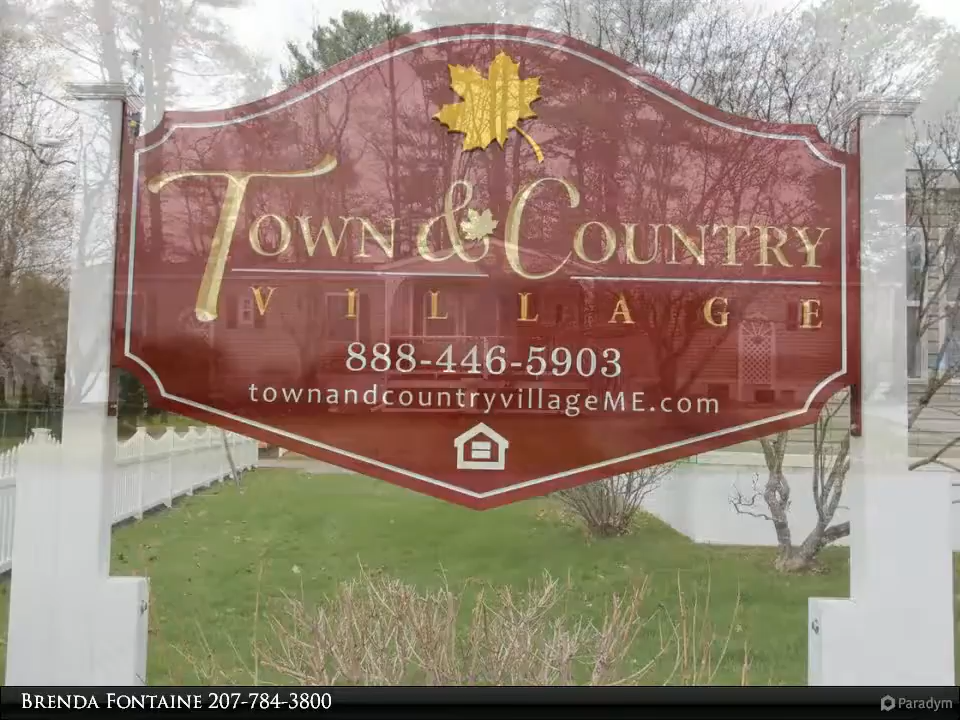 Town & Country
VILLAGE
888-446-5903
townandcountryvillageME.com
Brenda Fontaine 207-784-3800
Paradym